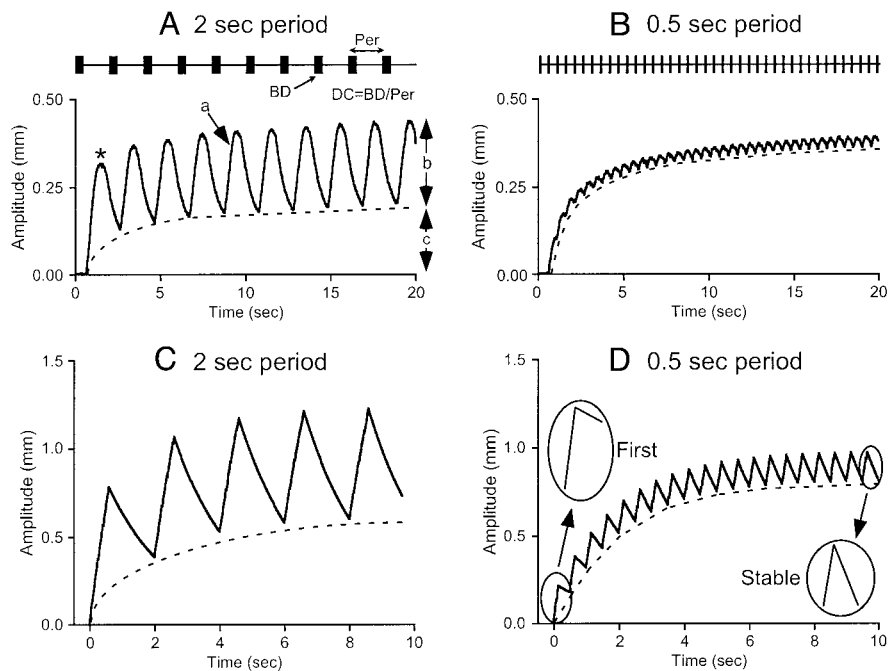 A 2 sec period
Per
BD
DC=BD/Per
0.50
0.25
0.00
Amplitude (mm)
a
*
b
c
0 5 10 15 20
Time (sec)
B 0.5 sec period
0.50
0.25
0.00
Amplitude (mm)
0 5 10 15 20
Time (sec)
C 2 sec period
1.5
1.0
0.5
0.0
Amplitude (mm)
0 2 4 6 8 10
Time (sec)
D 0.5 sec period
1.5
1.0
0.5
0.0
Amplitude (mm)
First
Stable
0 2 4 6 8 10
Time (sec)